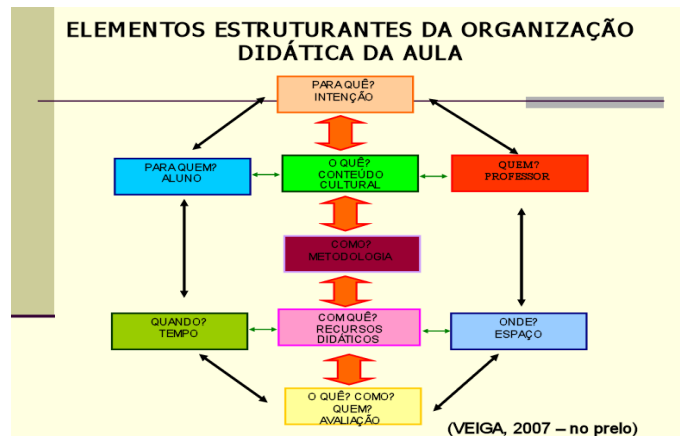 ELEMENTOS ESTRUTURANTES DA ORGANIZAÇÃO
DIDÁTICA DA AULA
PARA QUÊ?
INTENÇÃO
PARA QUEM?
ALUNO
O QUÊ?
CONTEÚDO
CULTURAL
QUEM?
PROFESSOR
COMO?
METODOLOGIA
QUANDO?
TEMPO
COM QUÊ?
RECURSOS
DIDÁTICOS
ONDE?
ESPAÇO
O QUÊ? COMO?
QUEM?
AVALIAÇÃO
(VEIGA, 2007 – no prelo)